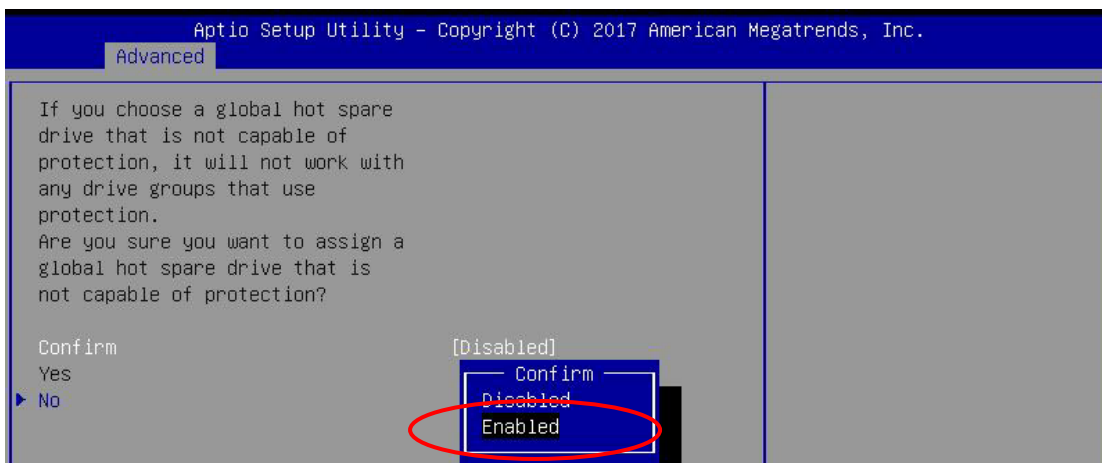 Aptio Setup Utility – Copyright (C) 2017 American Megatrends, Inc.
Advanced
If you choose a global hot spare
drive that is not capable of
protection, it will not work with
any drive groups that use
protection.
Are you sure you want to assign a
global hot spare drive that is
not capable of protection?
Confirm [Disabled]
Yes
No
Confirm
Disabled
Enabled